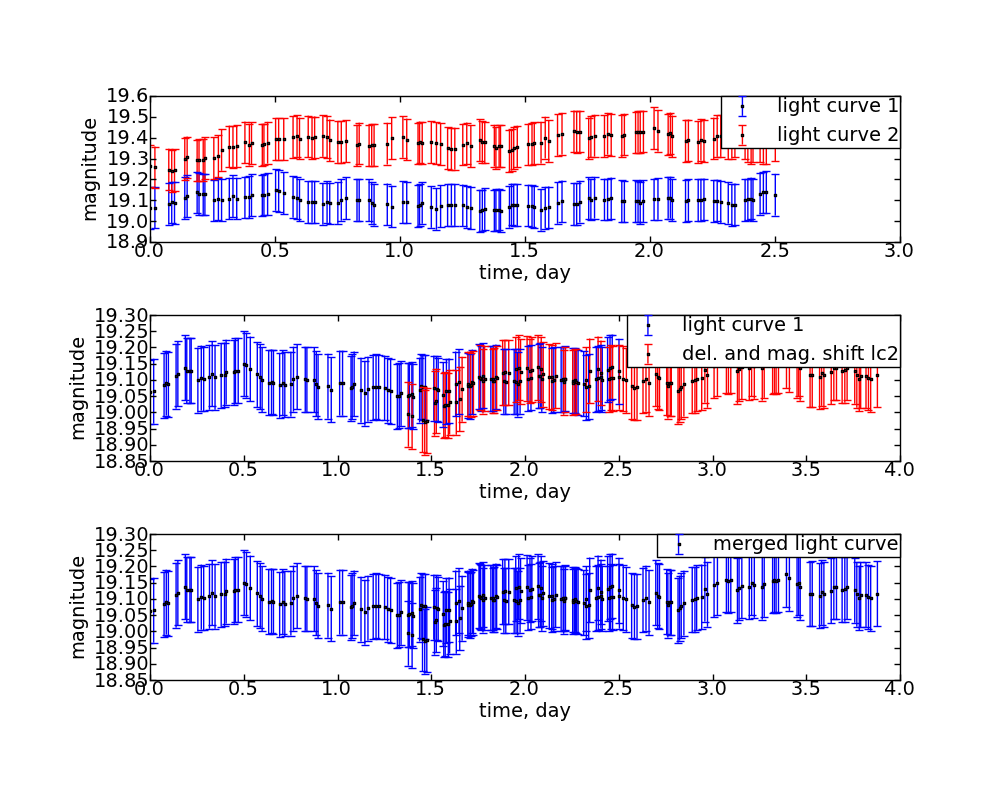 19.6
light curve 1
19.5
19.4
light curve 2
19.3
19.2
19.1
19.0
18.9
magnitude
0.0 0.5 1.0 1.5 2.0 2.5 3.0
time, day
19.30
light curve 1
19.25
19.20
del. and mag. shift lc2
19.15
19.10
19.05
19.00
18.95
18.90
18.85
magnitude
0.0 0.5 1.0 1.5 2.0 2.5 3.0 3.5 4.0
time, day
19.30
merged light curve
19.25
19.20
19.15
19.10
19.05
19.00
18.95
18.90
18.85
magnitude
0.0 0.5 1.0 1.5 2.0 2.5 3.0 3.5 4.0
time, day